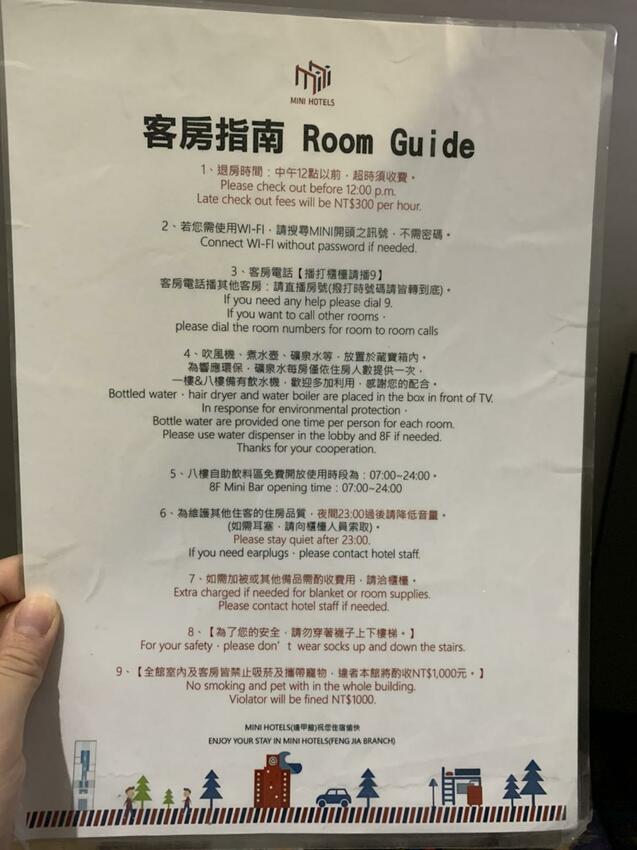 MINI HOTELS
客房指南 Room Guide
1、退房時間：中午12點以前，超時須收費。
Please check out before 12:00 p.m.
Late check out fees will be NT$300 per hour.
2、若您需使用WI-FI，請搜尋MINI開頭之訊號，不需密碼。
Connect WI-FI without password if needed.
3、客房電話【播打櫃檯請播9】
客房電話播其他客房：請直播房號(撥打時號碼請皆轉到底)。
If you need any help please dial 9.
If you want to call other rooms，
please dial the room numbers for room to room calls
4、吹風機、煮水壺、礦泉水等，放置於藏寶箱內。
為響應環保，礦泉水每房僅依住房人數提供一次，
一樓&八樓備有飲水機，歡迎多加利用，感謝您的配合。
Bottled water，hair dryer and water boiler are placed in the box in front of TV.
In response for environmental protection，
Bottle water are provided one time per person for each room.
Please use water dispenser in the lobby and 8F if needed.
Thanks for your cooperation.
5、八樓自助飲料區免費開放使用時段為：07:00~24:00。
8F Mini Bar opening time：07:00~24:00
6、為維護其他住客的住房品質，夜間23:00過後請降低音量。
(如需耳塞，請向櫃檯人員索取)。
Please stay quiet after 23:00.
If you need earplugs，please contact hotel staff.
7、如需加被或其他備品需酌收費用，請洽櫃檯。
Extra charged if needed for blanket or room supplies.
Please contact hotel staff if needed.
8、【為了您的安全，請勿穿著襪子上下樓梯。】
For your safety，please don’t wear socks up and down the stairs.
9、【全館室內及客房皆禁止吸菸及攜帶寵物，違者本館將酌收NT$1,000元。】
No smoking and pet with in the whole building.
Violator will be fined NT$1000.
MINI HOTELS(逢甲館)祝您住宿愉快
ENJOY YOUR STAY IN MINI HOTELS(FENG JIA BRANCH)